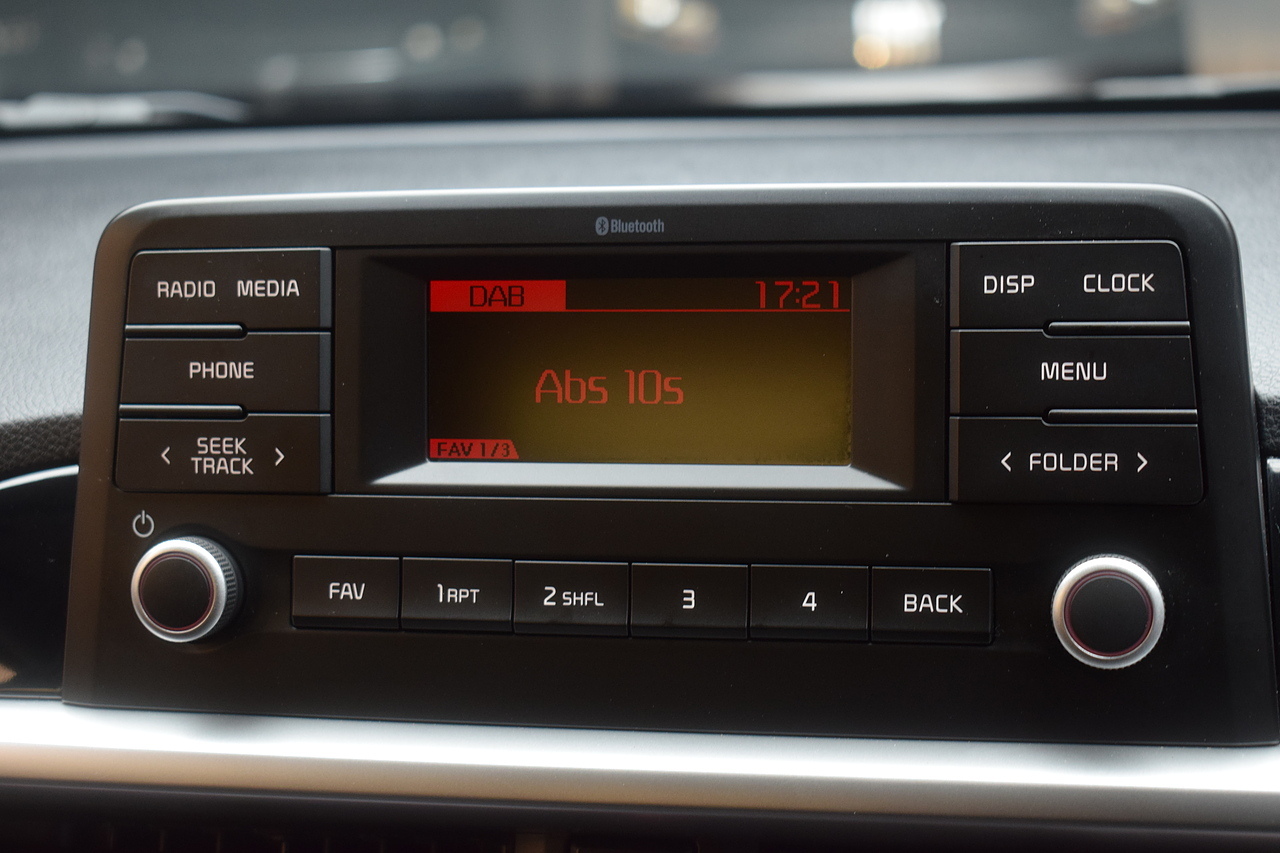 Bluetooth
RADIO MEDIA
DAB 17:21
DISP CLOCK
PHONE
Abs 10s
MENU
< SEEK TRACK >
FAV 1/3
< FOLDER >
FAV
1 RPT
2 SHFL
3
4
BACK